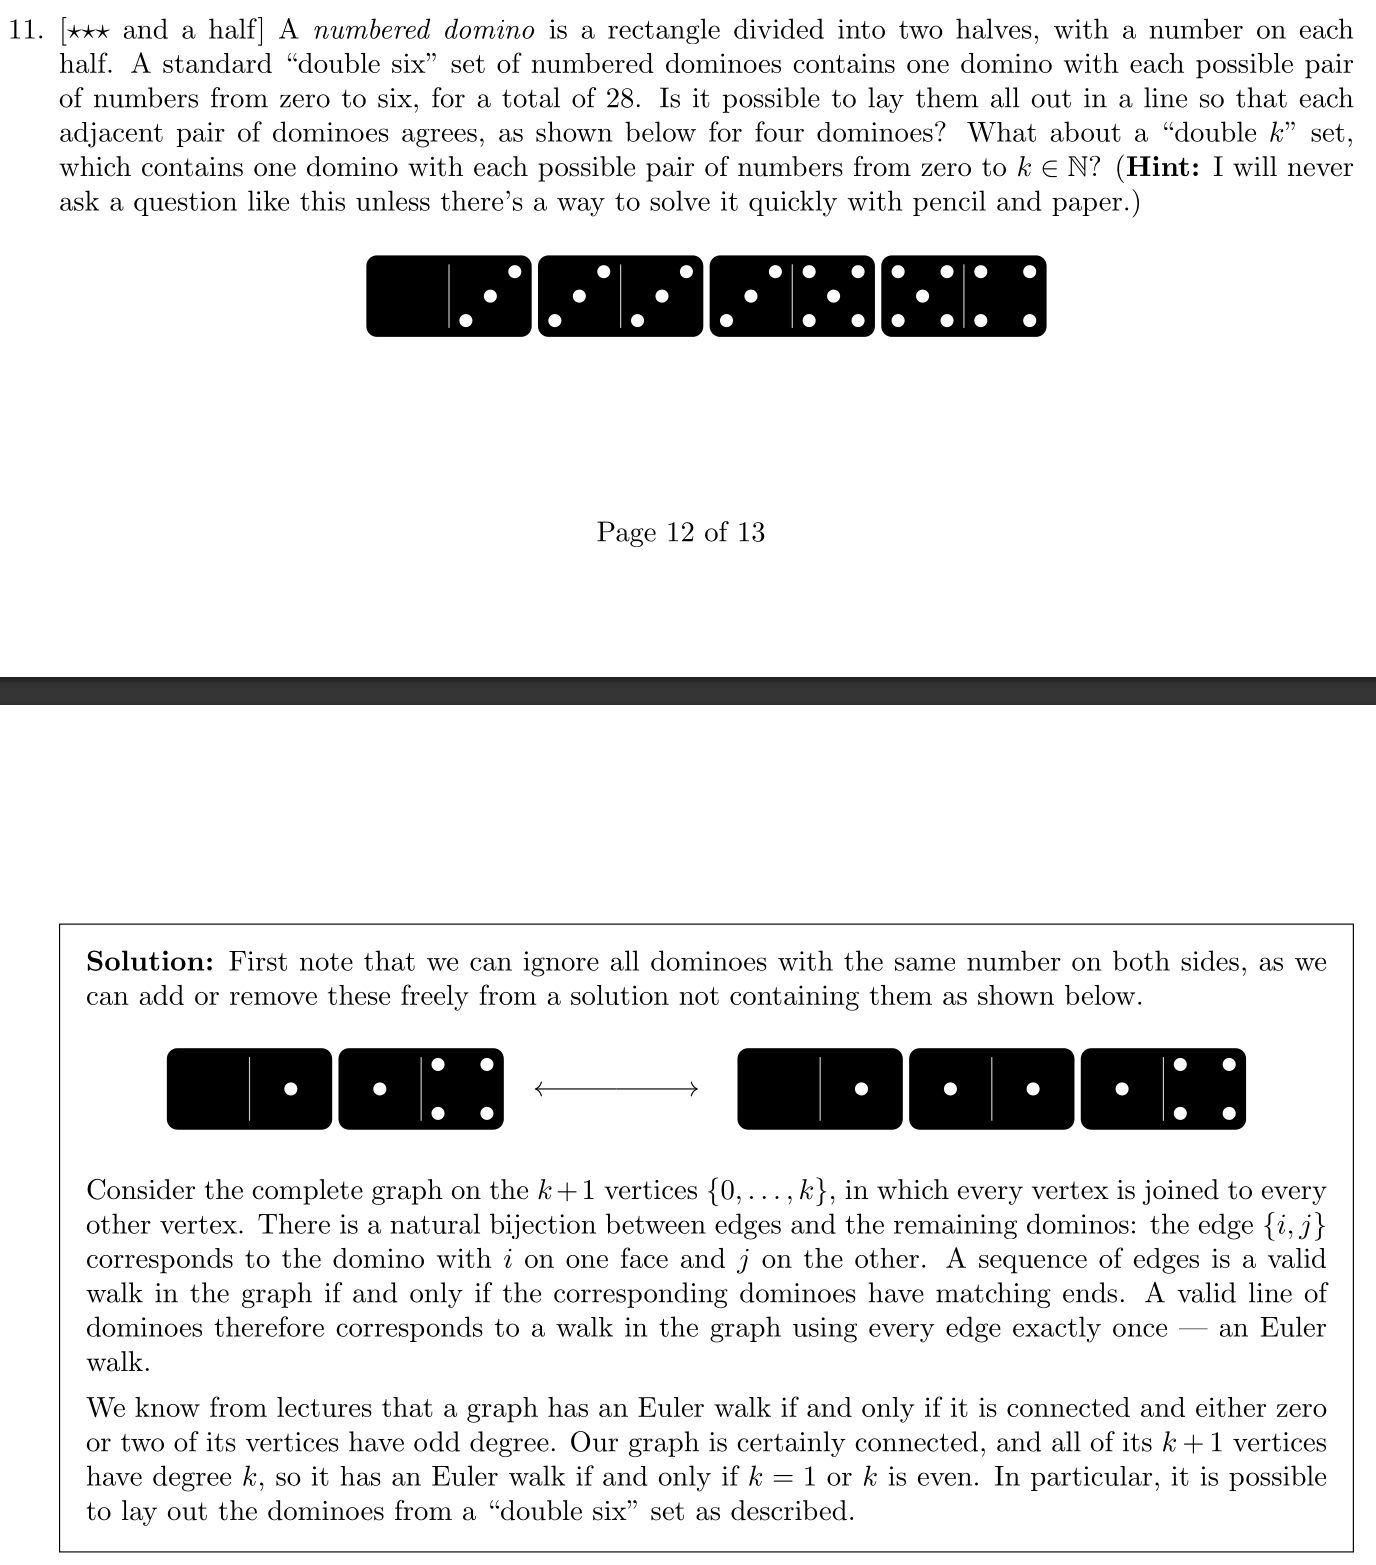 11. [⋆⋆⋆ and a half] A numbered domino is a rectangle divided into two halves, with a number on each
half. A standard “double six” set of numbered dominoes contains one domino with each possible pair
of numbers from zero to six, for a total of 28. Is it possible to lay them all out in a line so that each
adjacent pair of dominoes agrees, as shown below for four dominoes? What about a “double k” set,
which contains one domino with each possible pair of numbers from zero to k ∈ ℕ? (Hint: I will never
ask a question like this unless there’s a way to solve it quickly with pencil and paper.)
Page 12 of 13
Solution: First note that we can ignore all dominoes with the same number on both sides, as we
can add or remove these freely from a solution not containing them as shown below.
Consider the complete graph on the k+1 vertices {0, . . . , k}, in which every vertex is joined to every
other vertex. There is a natural bijection between edges and the remaining dominos: the edge {i, j}
corresponds to the domino with i on one face and j on the other. A sequence of edges is a valid
walk in the graph if and only if the corresponding dominoes have matching ends. A valid line of
dominoes therefore corresponds to a walk in the graph using every edge exactly once — an Euler
walk.
We know from lectures that a graph has an Euler walk if and only if it is connected and either zero
or two of its vertices have odd degree. Our graph is certainly connected, and all of its k + 1 vertices
have degree k, so it has an Euler walk if and only if k = 1 or k is even. In particular, it is possible
to lay out the dominoes from a “double six” set as described.